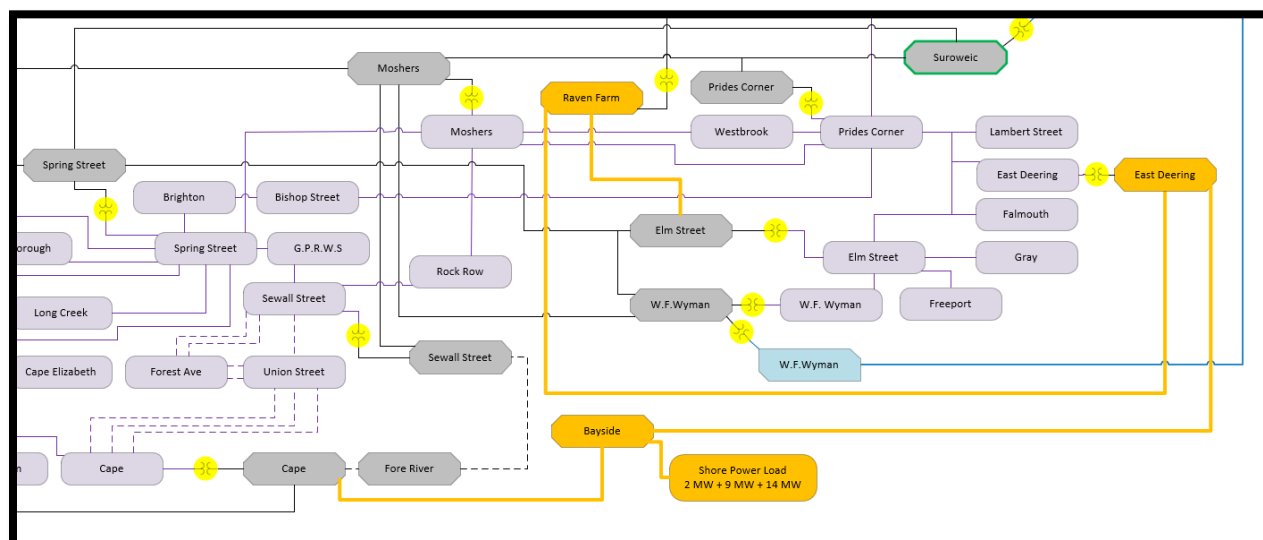 Suroweic
Moshers
Prides Corner
Raven Farm
Moshers
Westbrook
Prides Corner
Lambert Street
Spring Street
East Deering
East Deering
Brighton
Bishop Street
Falmouth
Elm Street
Spring Street
G.P.R.W.S
orough
Elm Street
Gray
Rock Row
Sewall Street
W.F.Wyman
W.F. Wyman
Freeport
Long Creek
Sewall Street
W.F.Wyman
Cape Elizabeth
Forest Ave
Union Street
Bayside
Cape
Cape
Fore River
Shore Power Load
2 MW + 9 MW + 14 MW